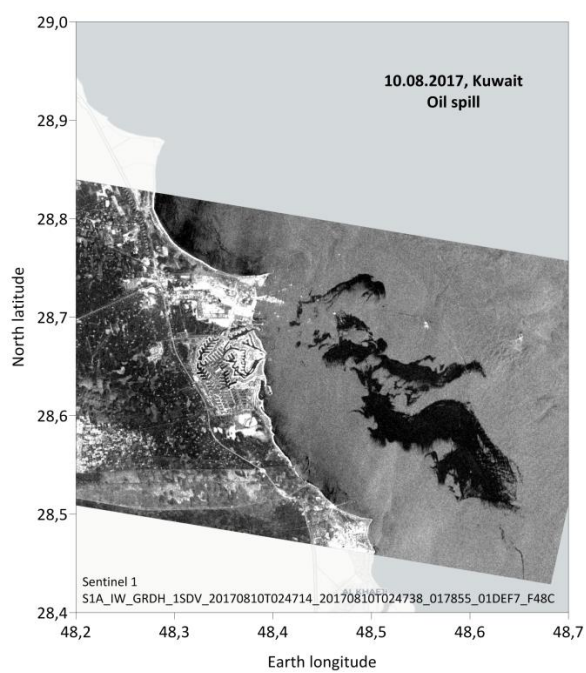 29,0
10.08.2017, Kuwait
Oil spill
28,9
28,8
North latitude
28,7
28,6
28,5
Sentinel 1
S1A_IW_GRDH_1SDV_20170810T024714_20170810T024738_017855_01DEF7_F48C
28,4
48,2 48,3 48,4 48,5 48,6 48,7
Earth longitude